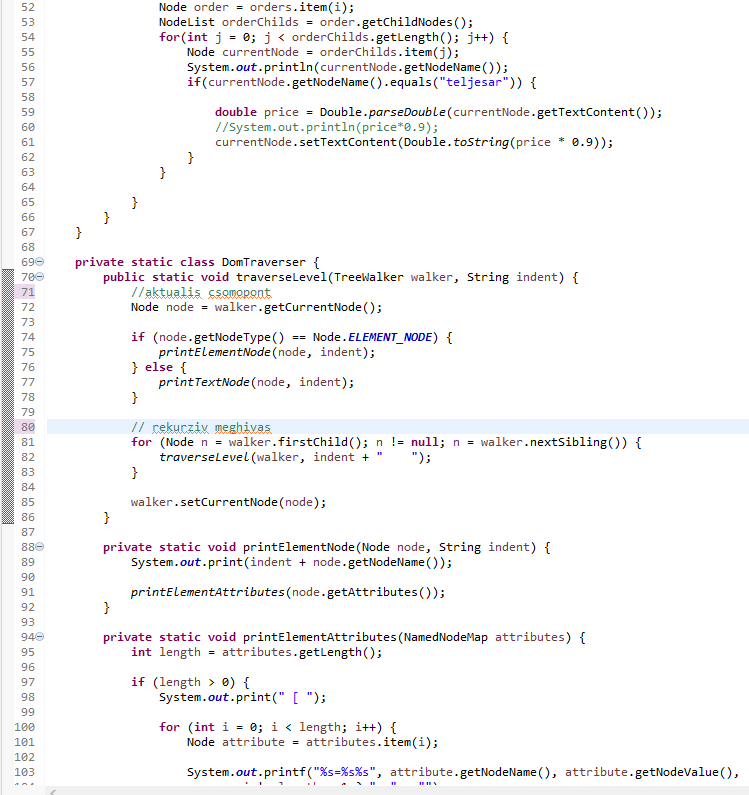 52 Node order = orders.item(i);
53 NodeList orderChilds = order.getChildNodes();
54 for(int j = 0; j < orderChilds.getLength(); j++) {
55 Node currentNode = orderChilds.item(j);
56 System.out.println(currentNode.getNodeName());
57 if(currentNode.getNodeName().equals("teljesar")) {
58
59 double price = Double.parseDouble(currentNode.getTextContent());
60 //System.out.println(price*0.9);
61 currentNode.setTextContent(Double.toString(price * 0.9));
62 }
63 }
64
65 }
66 }
67 }
68
69 private static class DomTraverser {
70 public static void traverseLevel(TreeWalker walker, String indent) {
71 //aktualis csomopont
72 Node node = walker.getCurrentNode();
73
74 if (node.getNodeType() == Node.ELEMENT_NODE) {
75 printElementNode(node, indent);
76 } else {
77 printTextNode(node, indent);
78 }
79
80 // rekurziv meghivas
81 for (Node n = walker.firstChild(); n != null; n = walker.nextSibling()) {
82 traverseLevel(walker, indent + "    ");
83 }
84
85 walker.setCurrentNode(node);
86 }
87
88 private static void printElementNode(Node node, String indent) {
89 System.out.print(indent + node.getNodeName());
90
91 printElementAttributes(node.getAttributes());
92 }
93
94 private static void printElementAttributes(NamedNodeMap attributes) {
95 int length = attributes.getLength();
96
97 if (length > 0) {
98 System.out.print(" [ ");
99
100 for (int i = 0; i < length; i++) {
101 Node attribute = attributes.item(i);
102
103 System.out.printf("%s=%s%s", attribute.getNodeName(), attribute.getNodeValue(),